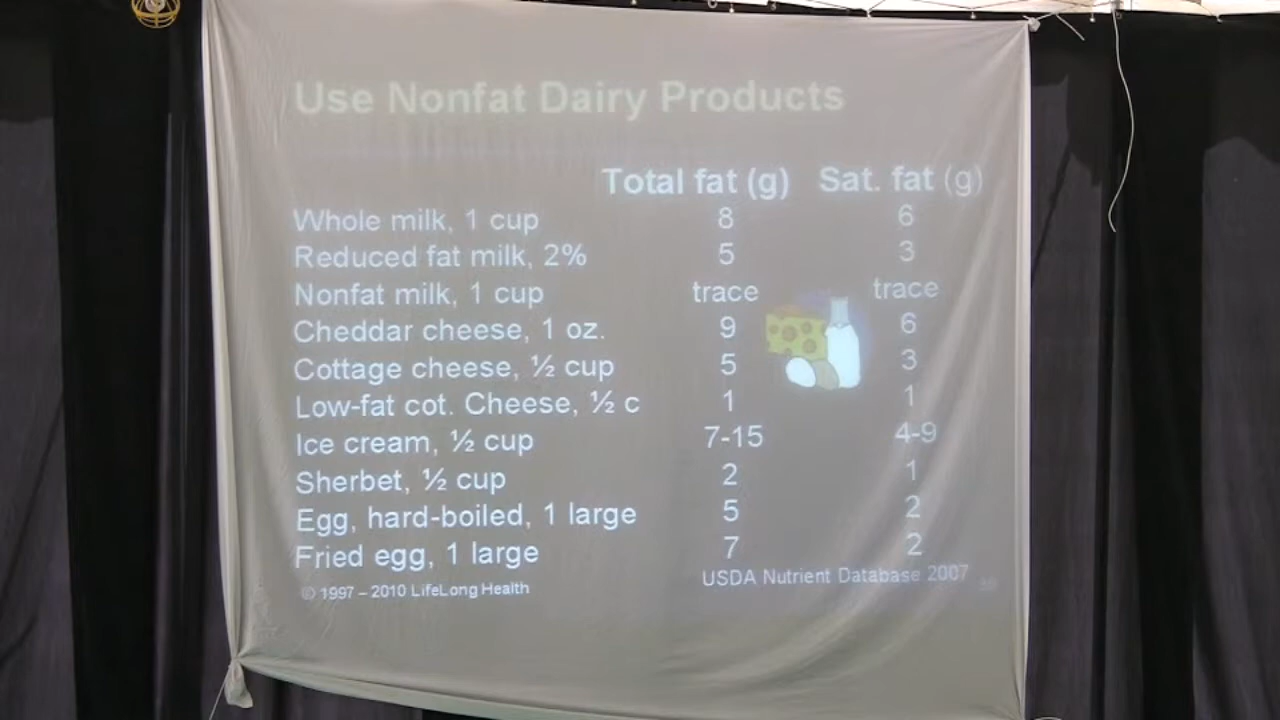 Use Nonfat Dairy Products
Total fat (g) Sat. fat (g)
Whole milk, 1 cup 8 6
Reduced fat milk, 2% 5 3
Nonfat milk, 1 cup trace trace
Cheddar cheese, 1 oz. 9 6
Cottage cheese, ½ cup 5 3
Low-fat cot. Cheese, ½ c 1 1
Ice cream, ½ cup 7-15 4-9
Sherbet, ½ cup 2 1
Egg, hard-boiled, 1 large 5 2
Fried egg, 1 large 7 2
© 1997 – 2010 LifeLong Health USDA Nutrient Database 2007